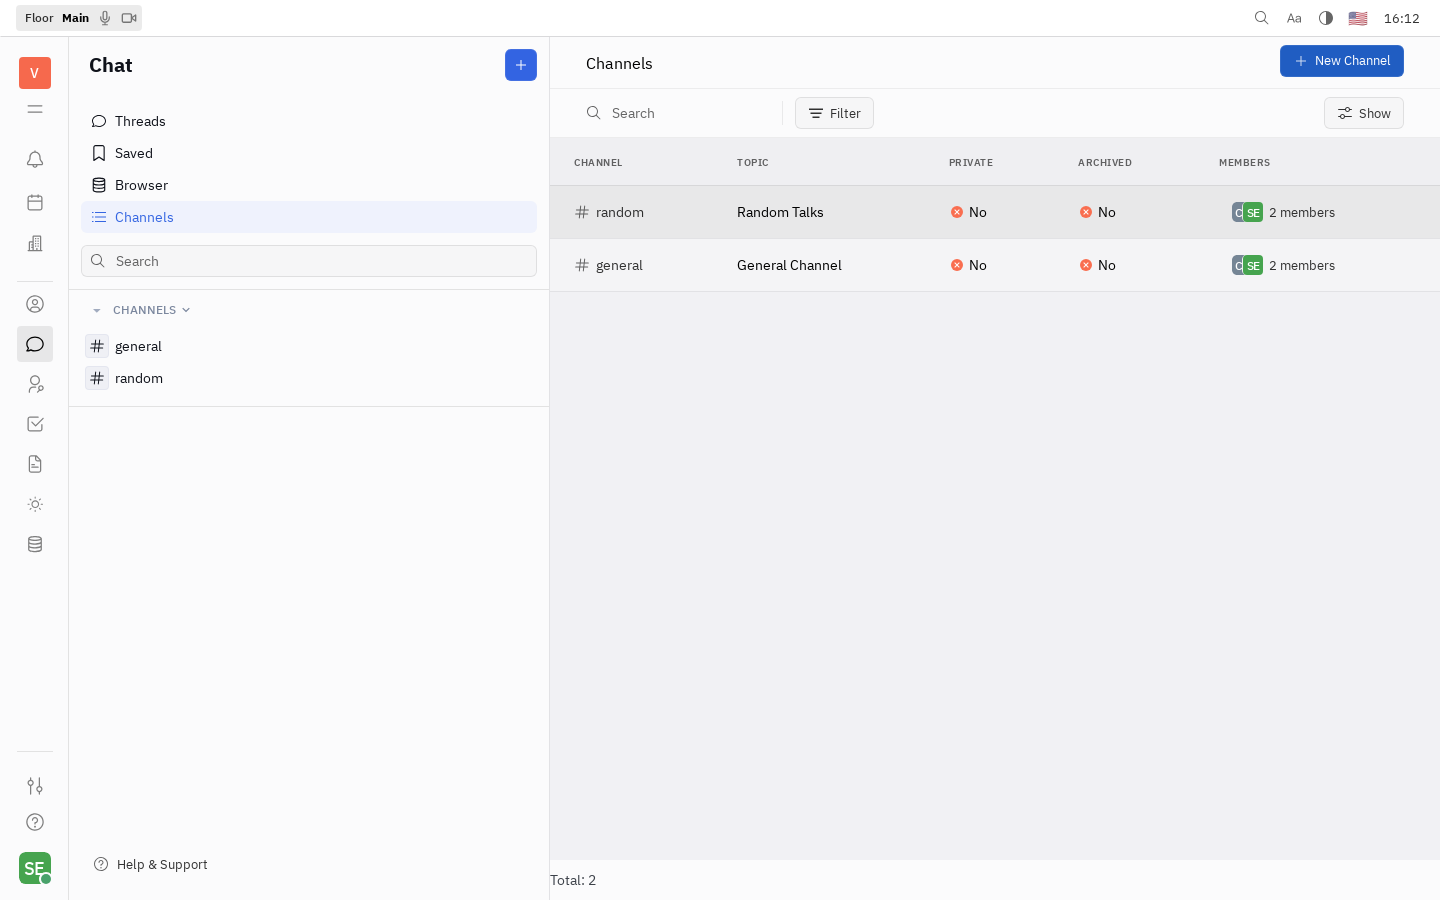 Floor Main
Aa
16:12
V
Chat
Threads
Saved
Browser
Channels
Search
CHANNELS
general
random
Help & Support
SE
Channels
New Channel
Search
Filter
Show
CHANNEL TOPIC PRIVATE ARCHIVED MEMBERS
random Random Talks No No SE 2 members
general General Channel No No SE 2 members
Total: 2